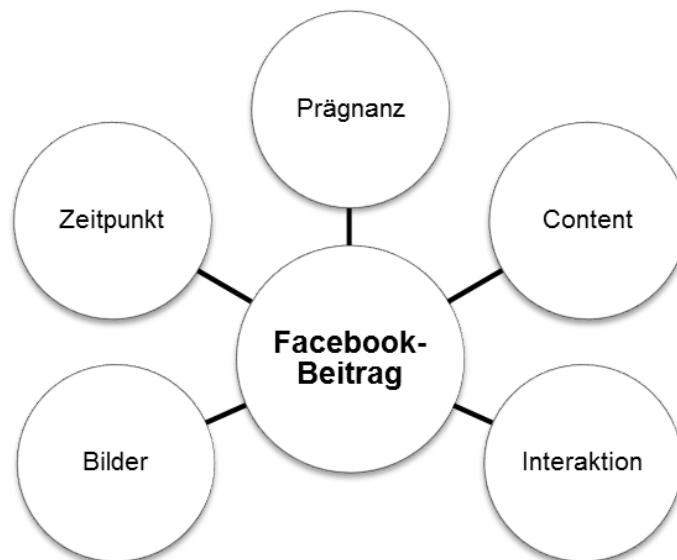 Prägnanz
Zeitpunkt
Content
Facebook-
Beitrag
Bilder
Interaktion